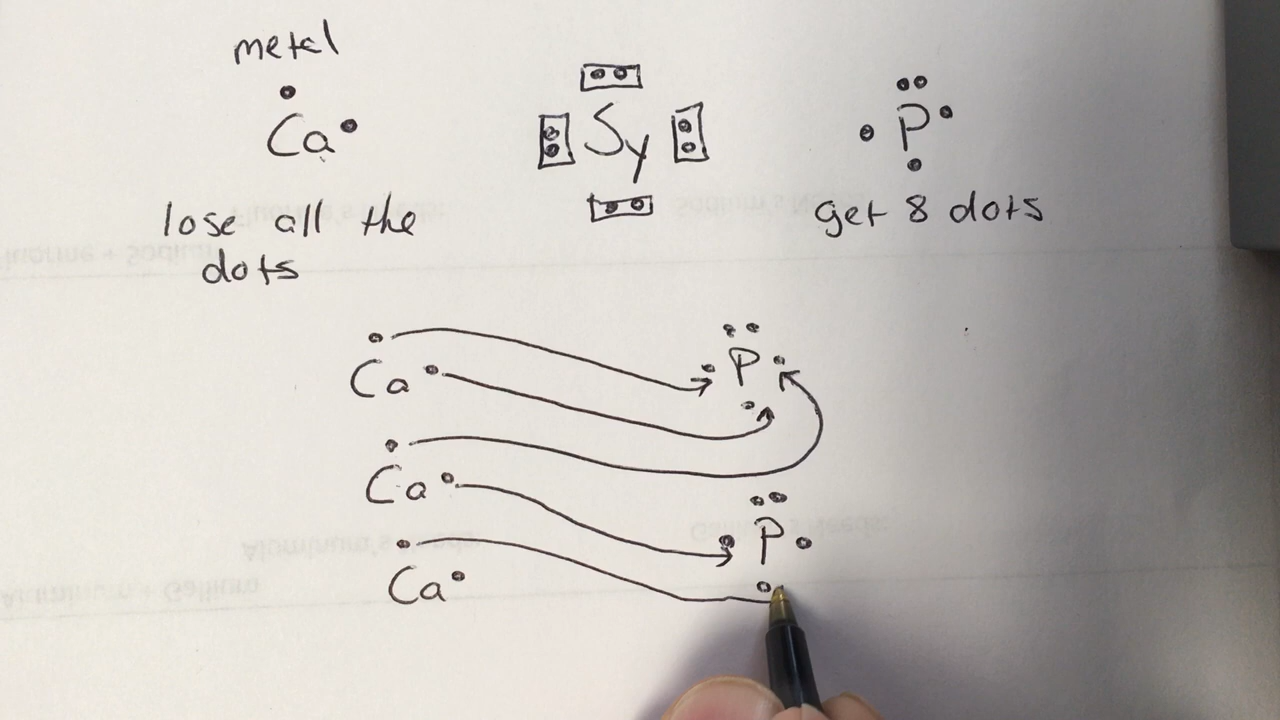 metal
Ca
Sy
P
lose all the
dots
get 8 dots
Ca
P
Ca
P
Ca